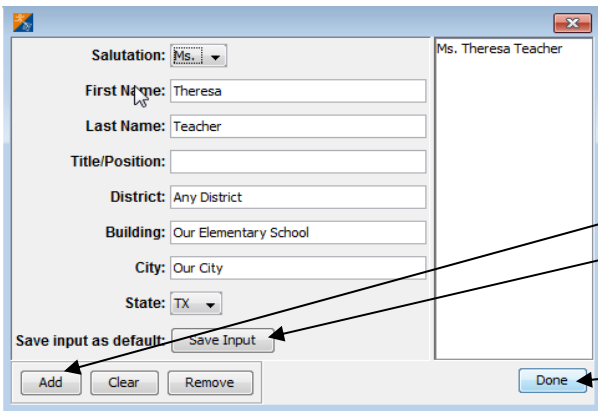 Salutation: Ms.
Ms. Theresa Teacher
First Name: Theresa
Last Name: Teacher
Title/Position:
District: Any District
Building: Our Elementary School
City: Our City
State: TX
Save input as default: Save Input
Add Clear Remove Done